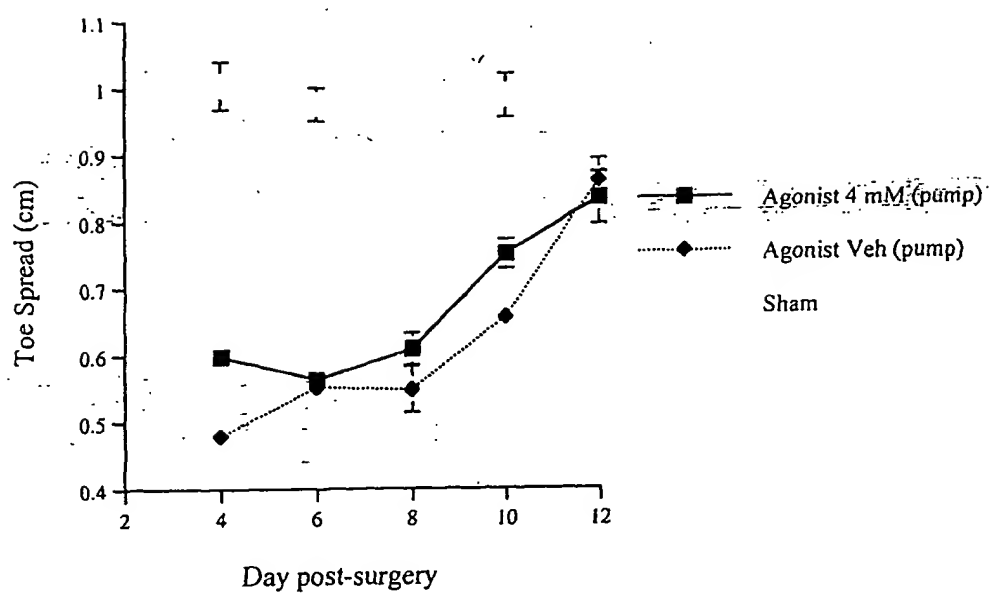 1.1
1
0.9
0.8
0.7
0.6
0.5
0.4
2
4
6
8
10
12
Toe Spread (cm)
Day post-surgery
Agonist 4 mM (pump)
Agonist Veh (pump)
Sham